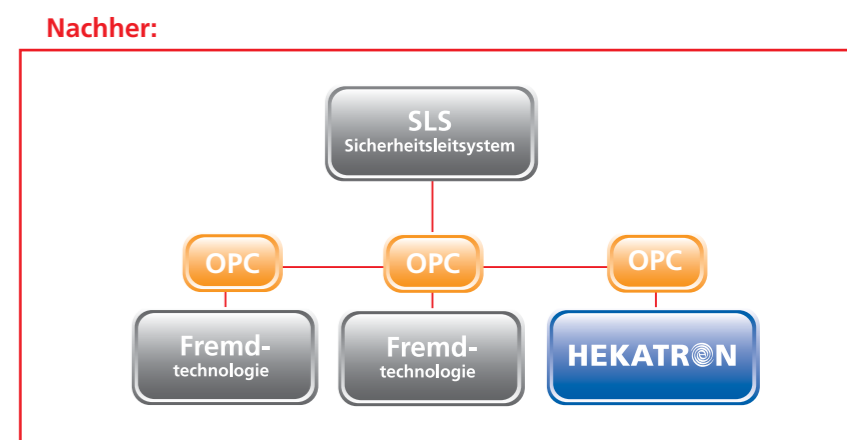 Nachher:
SLS
Sicherheitsleitsystem
OPC OPC OPC
Fremd-
technologie
Fremd-
technologie
HEKATRON